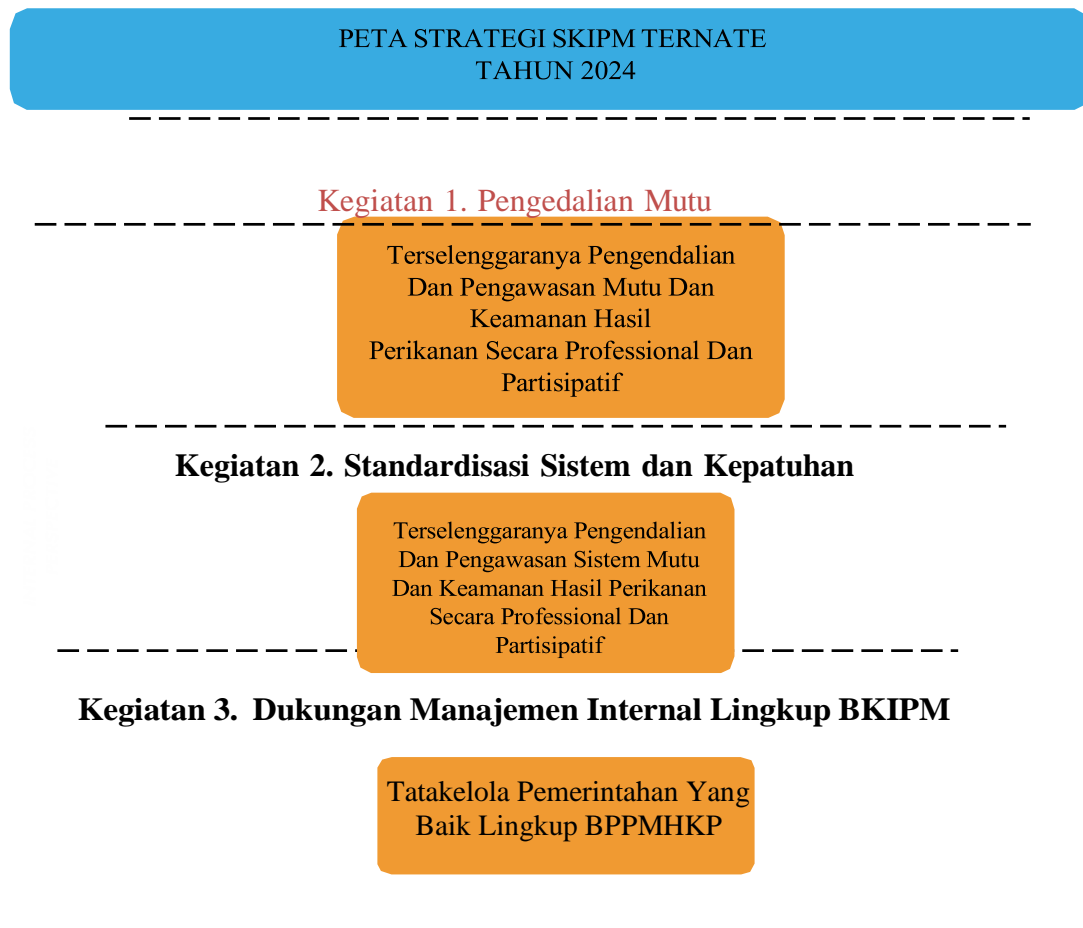 PETA STRATEGI SKIPM TERNATE
TAHUN 2024
Kegiatan 1. Pengedalian Mutu
Terselenggaranya Pengendalian
Dan Pengawasan Mutu Dan
Keamanan Hasil
Perikanan Secara Professional Dan
Partisipatif
Kegiatan 2. Standardisasi Sistem dan Kepatuhan
Terselenggaranya Pengendalian
Dan Pengawasan Sistem Mutu
Dan Keamanan Hasil Perikanan
Secara Professional Dan
Partisipatif
Kegiatan 3. Dukungan Manajemen Internal Lingkup BKIPM
Tatakelola Pemerintahan Yang
Baik Lingkup BPPMHKP